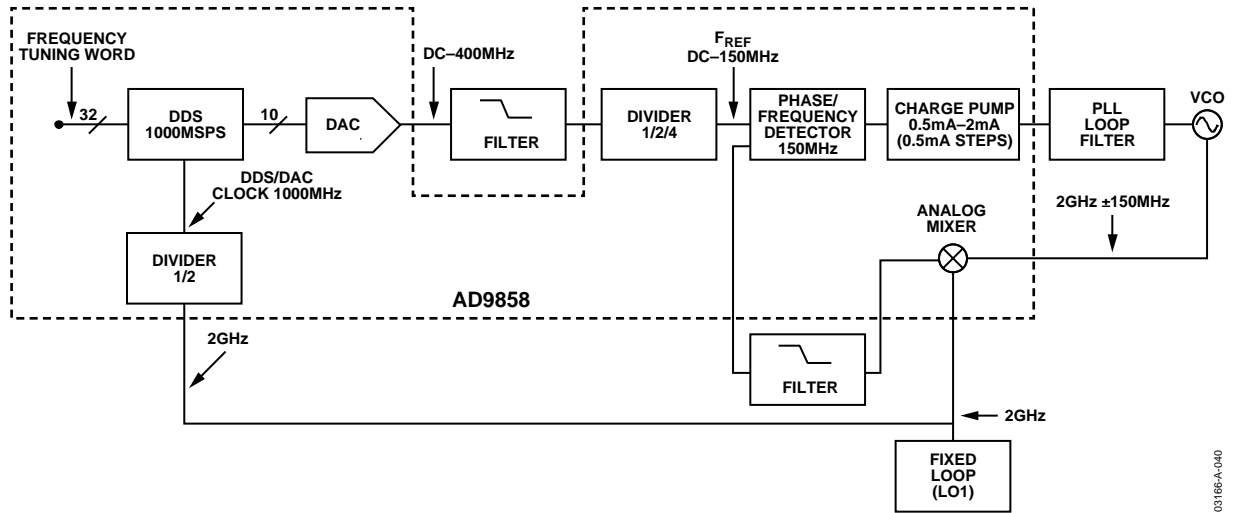 FREQUENCY
TUNING WORD
32
DDS
1000MSPS
10
DAC
DC–400MHz
FILTER
DIVIDER
1/2/4
FREF
DC–150MHz
PHASE/
FREQUENCY
DETECTOR
150MHz
CHARGE PUMP
0.5mA–2mA
(0.5mA STEPS)
PLL
LOOP
FILTER
VCO
DDS/DAC
CLOCK 1000MHz
DIVIDER
1/2
AD9858
ANALOG
MIXER
2GHz ±150MHz
2GHz
FILTER
2GHz
FIXED
LOOP
(LO1)
03166-A-040